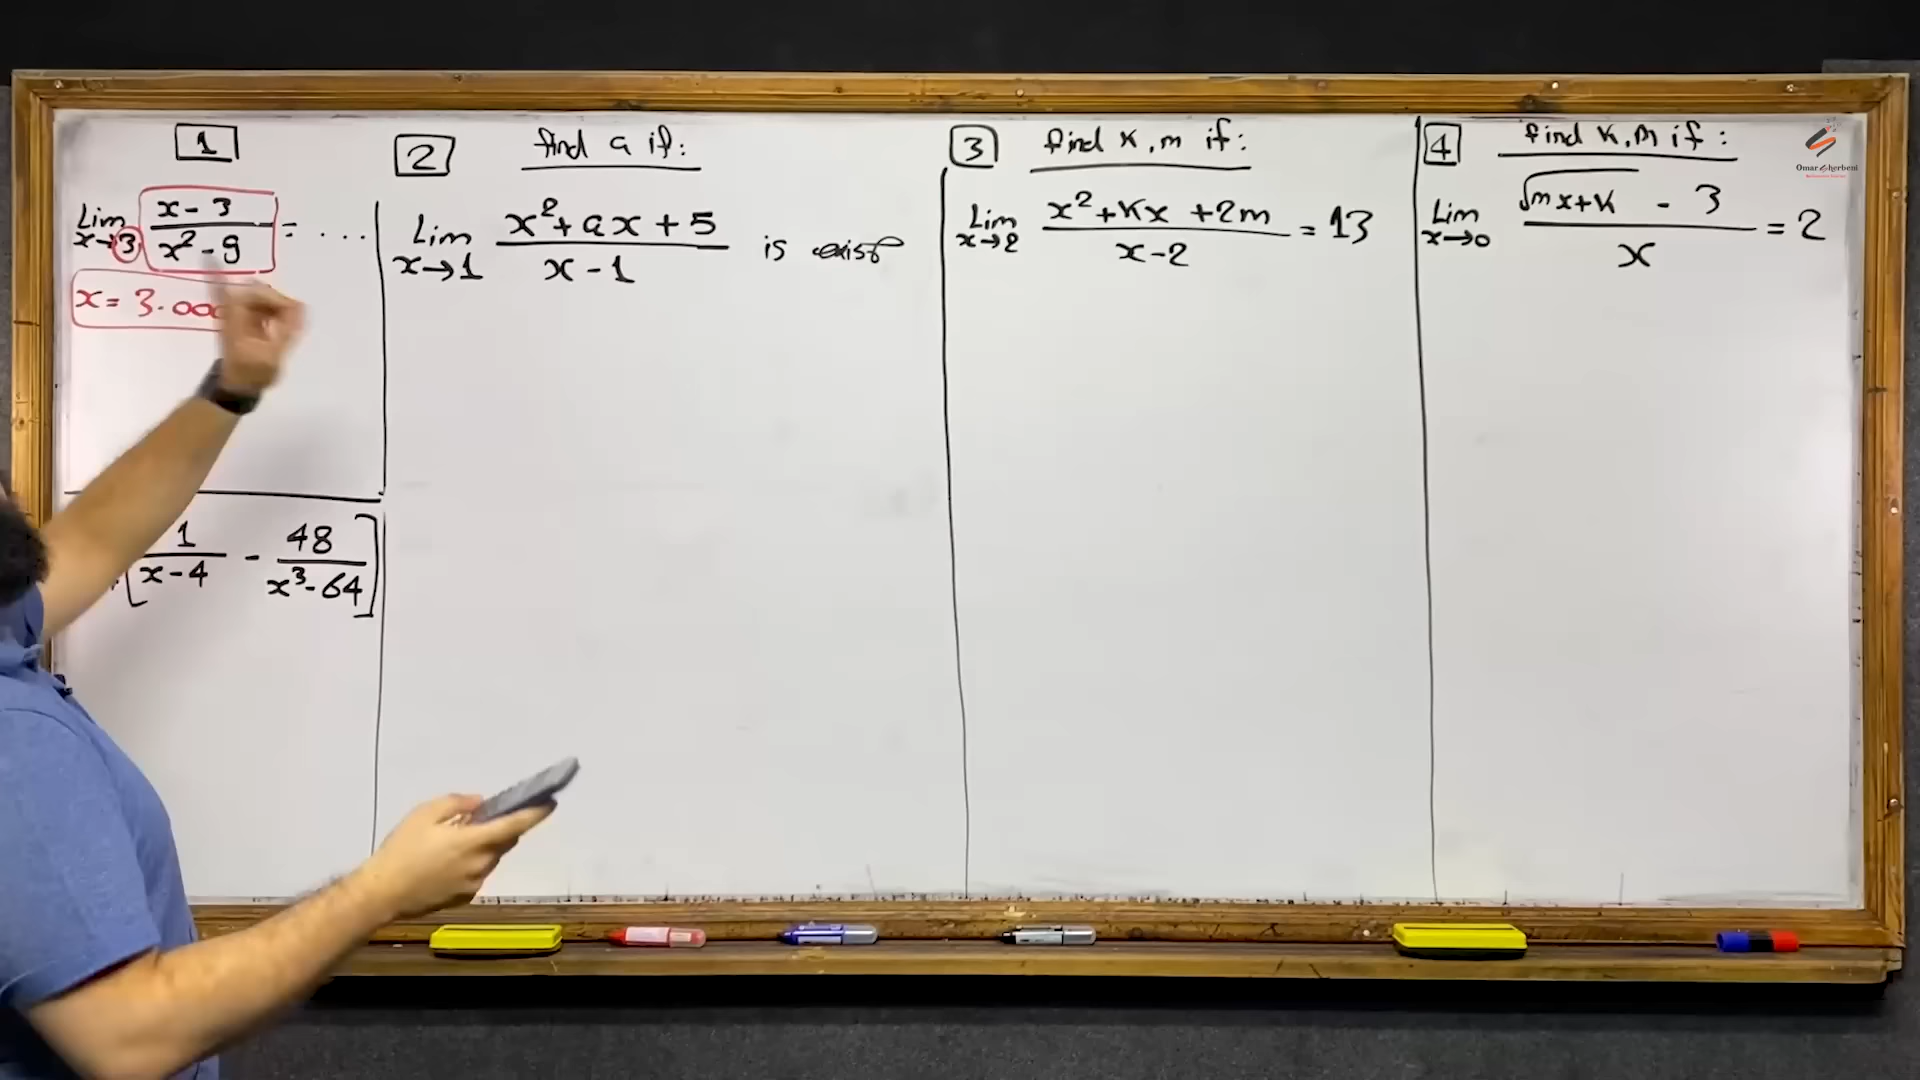 1
Lim x→3 x-3 / x²-9 = ....
x = 3.000
[ 1 / x-4 - 48 / x³-64 ]
2 find a if:
Lim x→1 x²+ax+5 / x-1 is exist
3 find K,m if:
Lim x→2 x²+Kx+2m / x-2 = 13
4 find K,m if:
Lim x→0 √mx+K - 3 / x = 2
Omar Sherbeni